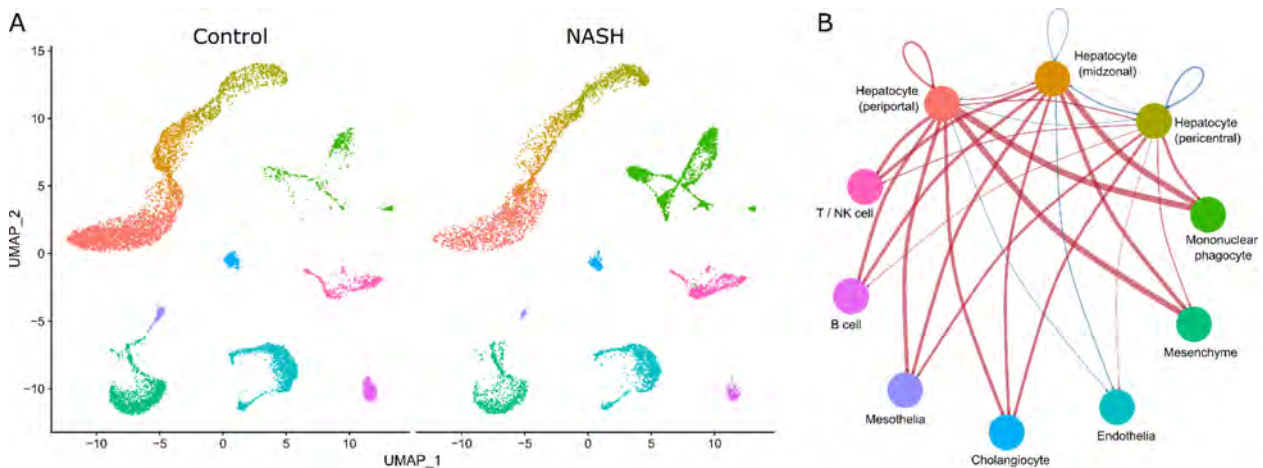 A
Control
NASH
15
10
5
0
−5
−10
UMAP_2
−10
−5
0
5
10
−10
−5
0
5
10
UMAP_1
B
Hepatocyte
(midzonal)
Hepatocyte
(periportal)
Hepatocyte
(pericentral)
T / NK cell
Mononuclear
phagocyte
B cell
Mesenchyme
Mesothelia
Endothelia
Cholangiocyte